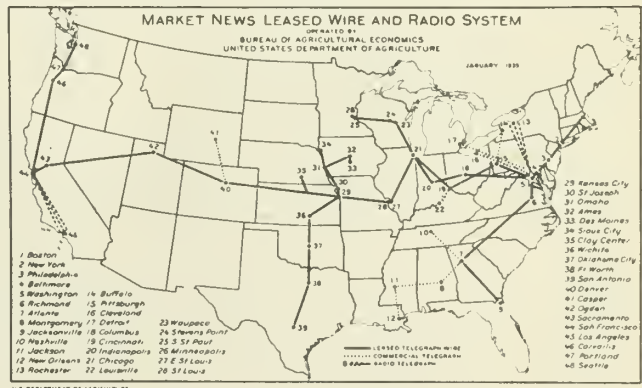 MARKET NEWS LEASED WIRE AND RADIO SYSTEM
OPERATED BY
BUREAU OF AGRICULTURAL ECONOMICS
UNITED STATES DEPARTMENT OF AGRICULTURE
JANUARY 1935
1 Boston
2 New York
3 Philadelphia
4 Baltimore
5 Washington
6 Richmond
7 Atlanta
8 Montgomery
9 Jacksonville
10 Nashville
11 Jackson
12 New Orleans
13 Rochester
14 Buffalo
15 Pittsburgh
16 Cleveland
17 Detroit
18 Columbus
19 Cincinnati
20 Indianapolis
21 Chicago
22 Louisville
23 Waupaca
24 Stevens Point
25 S St Paul
26 Minneapolis
27 E St Louis
28 St Louis
29 Kansas City
30 St Joseph
31 Omaha
32 Ames
33 Des Moines
34 Sioux City
35 Clay Center
36 Wichita
37 Oklahoma City
38 Ft Worth
39 San Antonio
40 Denver
41 Casper
42 Ogden
43 Sacramento
44 San Francisco
45 Los Angeles
46 Corvallis
47 Portland
48 Seattle
LEASED TELEGRAPH WIRE
COMMERCIAL TELEGRAPH
RADIO TELEGRAPH